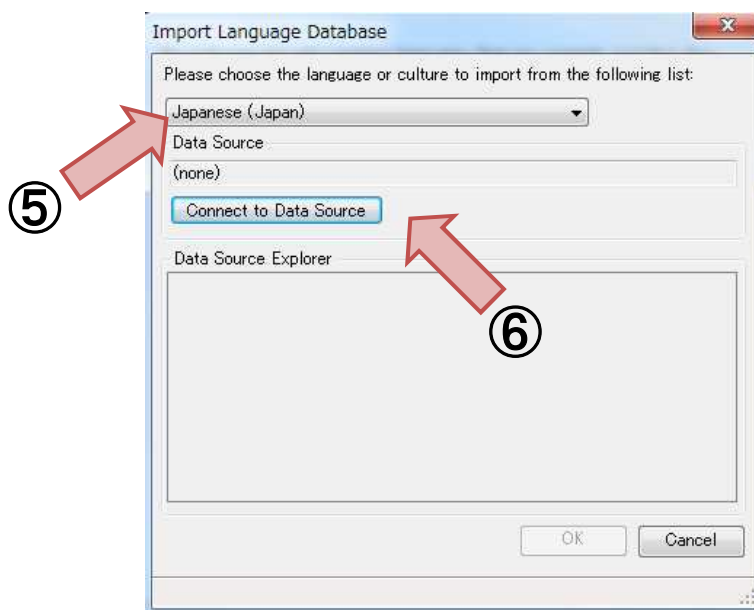 Import Language Database
Please choose the language or culture to import from the following list:
Japanese (Japan)
Data Source
(none)
⑤
Connect to Data Source
Data Source Explorer
⑥
OK
Cancel